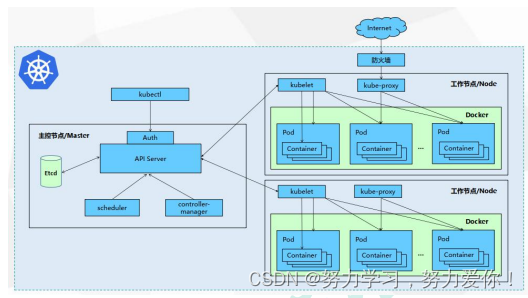 Internet
防火墙
kubelet
kube-proxy
工作节点/Node
Docker
Pod
Container
Pod
Container
...
Pod
Container
kubectl
主控节点/Master
Auth
API Server
Etcd
scheduler
controller-
manager
kubelet
kube-proxy
工作节点/Node
Docker
Pod
Container
Pod
Container
...
Pod
Container
CSDN @努力学习,努力爱你!